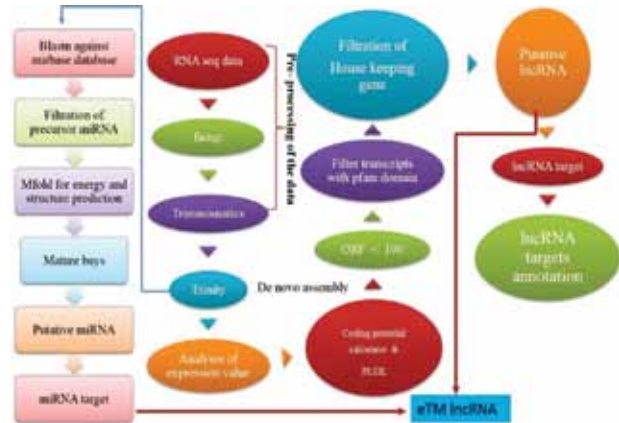 Blastn against
mirbase database
Filtration of
precursor miRNA
Mfold for energy and
structure prediction
Mature bays
Putative miRNA
miRNA target
RNA seq data
fastqc
Trimmomatics
Trinity
Analyses of
expression value
Pre- processing of the data
De novo assembly
Filtration of
House keeping
gene
Filter transcripts
with pfam domain
ORF < 100
Coding potential
calculator &
PLEK
Putative
lncRNA
lncRNA target
lncRNA
targets
annotation
eTM lncRNA